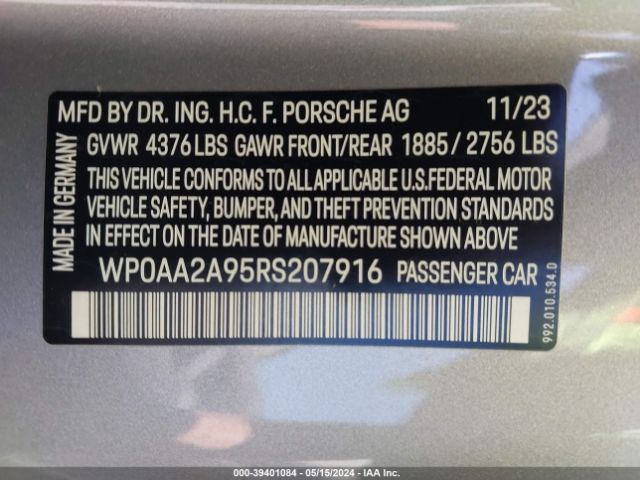 MFD BY DR. ING. H.C. F. PORSCHE AG 11/23
GVWR 4376 LBS GAWR FRONT/REAR 1885 / 2756 LBS
THIS VEHICLE CONFORMS TO ALL APPLICABLE U.S. FEDERAL MOTOR
VEHICLE SAFETY, BUMPER, AND THEFT PREVENTION STANDARDS
IN EFFECT ON THE DATE OF MANUFACTURE SHOWN ABOVE
WP0AA2A95RS207916 PASSENGER CAR
MADE IN GERMANY
992.010.534.0
000-39401084 - 05/15/2024 - IAA Inc.